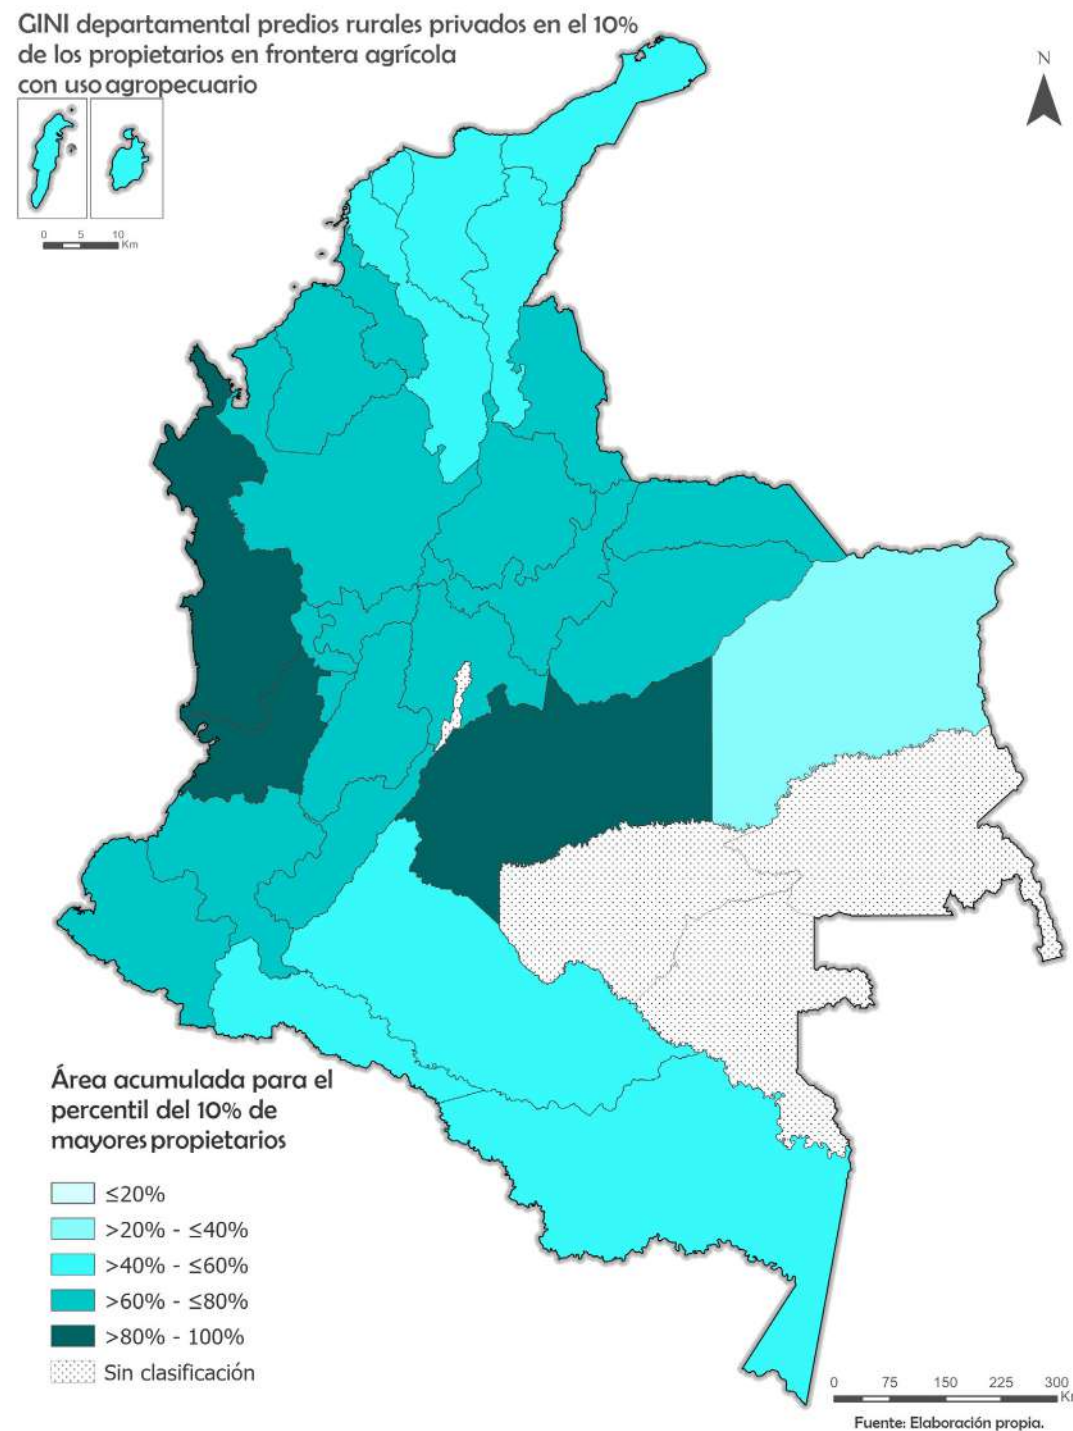 GINI departamental predios rurales privados en el 10%
de los propietarios en frontera agrícola
con uso agropecuario
N
0 5 10
Km
Área acumulada para el
percentil del 10% de
mayores propietarios
≤20%
>20% - ≤40%
>40% - ≤60%
>60% - ≤80%
>80% - 100%
Sin clasificación
0 75 150 225 300
Fuente: Elaboración propia.